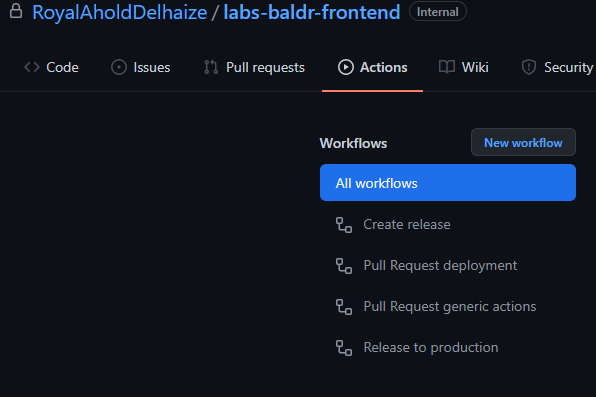 RoyalAholdDelhaize / labs-baldr-frontend Internal
Code Issues Pull requests Actions Wiki Security
Workflows New workflow
All workflows
Create release
Pull Request deployment
Pull Request generic actions
Release to production